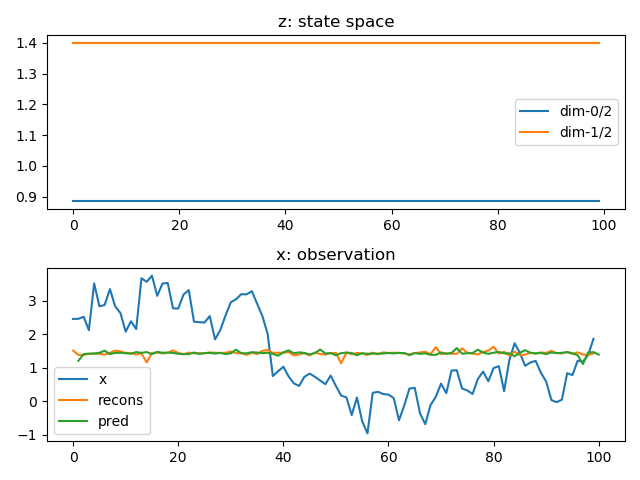 z: state space
1.4
1.3
1.2
1.1
1.0
0.9
dim-0/2
dim-1/2
0 20 40 60 80 100
x: observation
3
2
1
0
−1
x
recons
pred
0 20 40 60 80 100